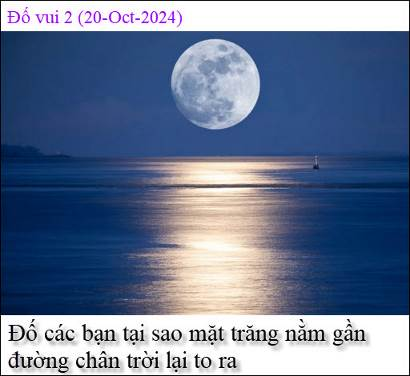 Đố vui 2 (20-Oct-2024)
Đố các bạn tại sao mặt trăng nằm gần
đường chân trời lại to ra